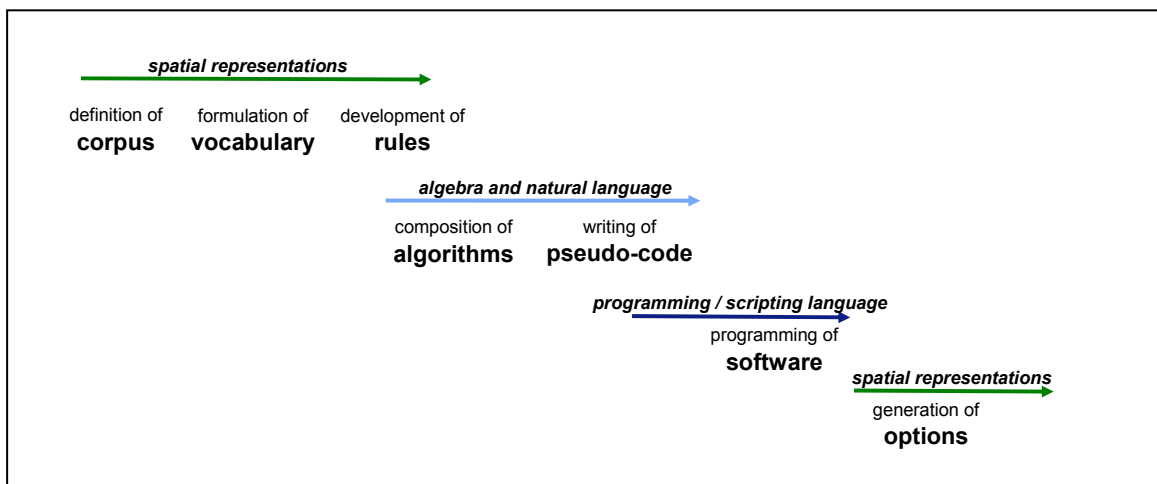 spatial representations
definition of formulation of development of
corpus vocabulary rules
algebra and natural language
composition of writing of
algorithms pseudo-code
programming / scripting language
programming of
software
spatial representations
generation of
options